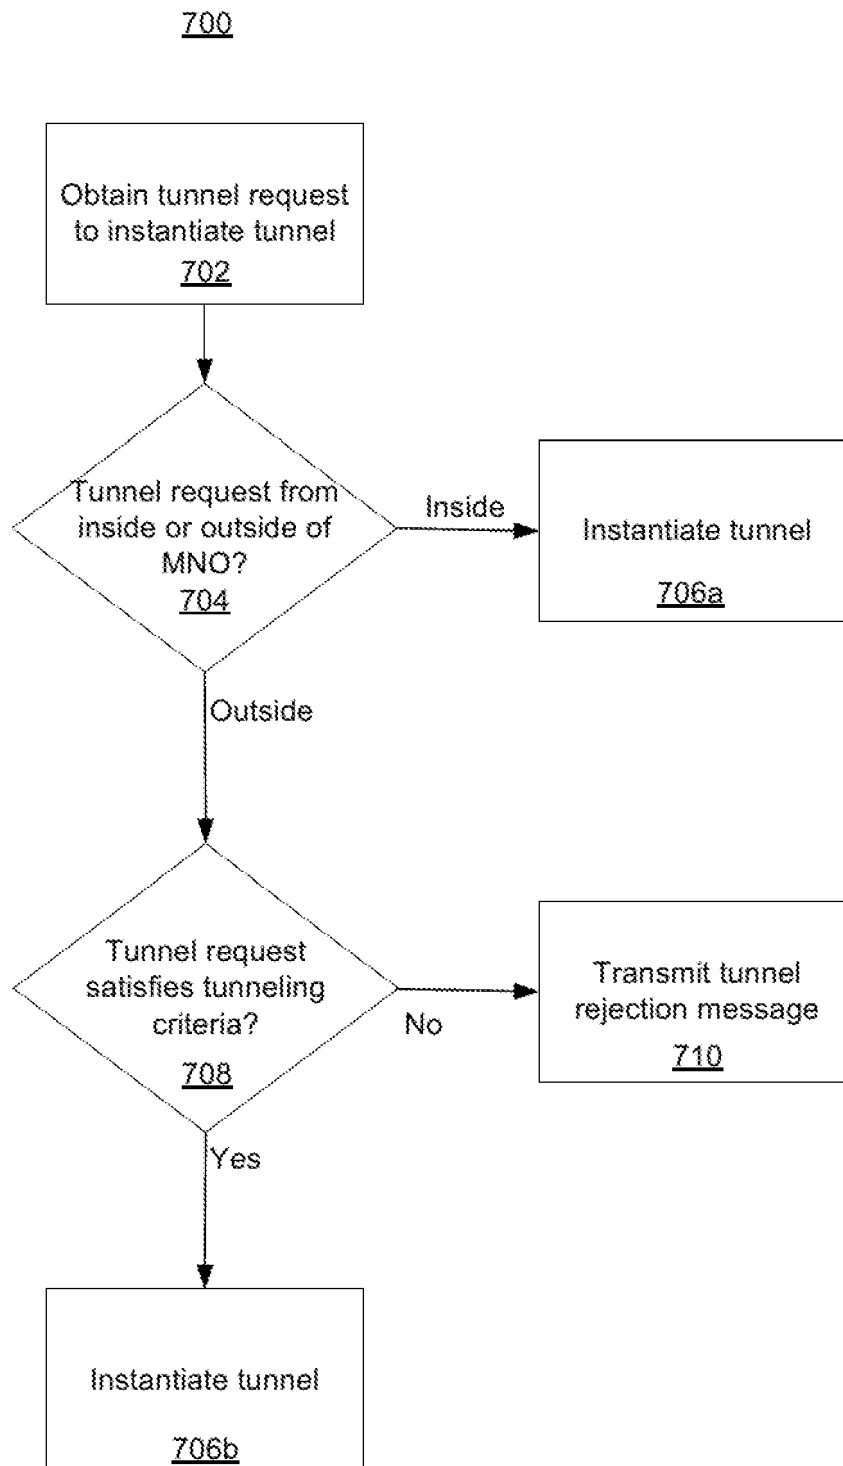 700
Obtain tunnel request
to instantiate tunnel
702
Tunnel request from
inside or outside of
MNO?
704
Inside
Instantiate tunnel
706a
Outside
Tunnel request
satisfies tunneling
criteria?
708
No
Transmit tunnel
rejection message
710
Yes
Instantiate tunnel
706b